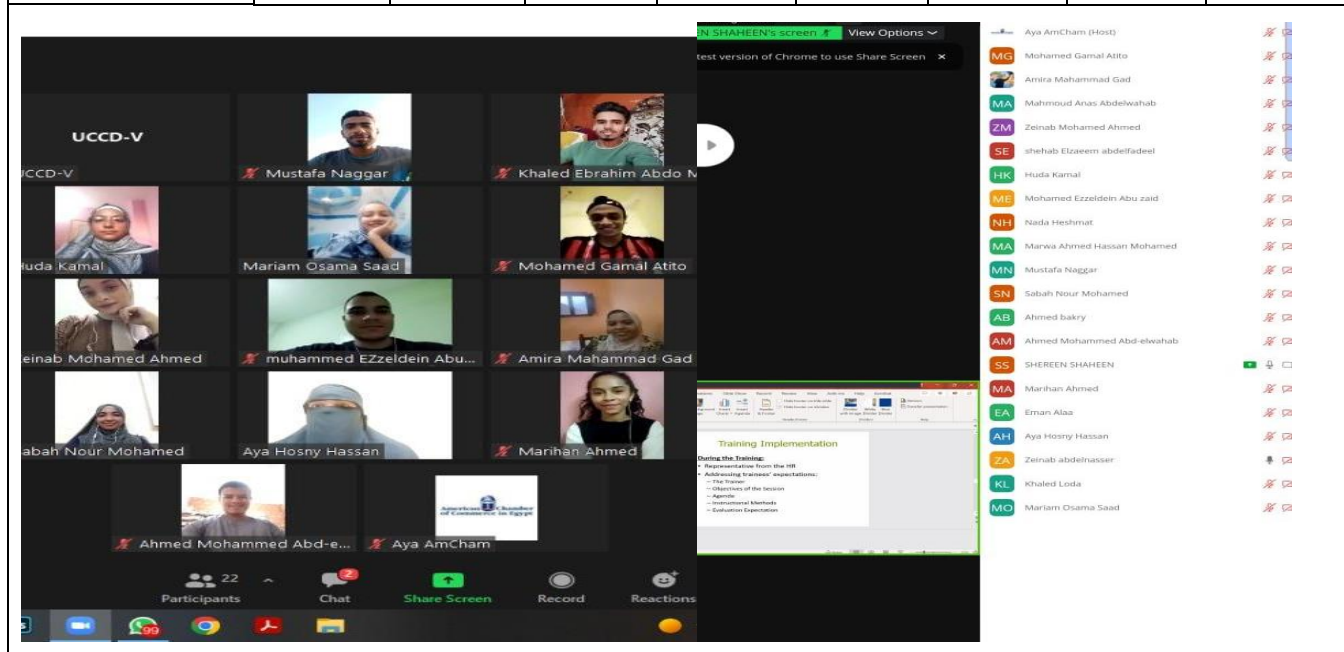 UCCD-V
UCCD-V
Mustafa Naggar
Khaled Ebrahim Abdo M
Huda Kamal
Mariam Osama Saad
Mohamed Gamal Atito
einab Mohamed Ahmed
muhammed EZzeldein Abu...
Amira Mahammad Gad
abah Nour Mohamed
Aya Hosny Hassan
Marihan Ahmed
American Chamber
of Commerce in Egypt
Ahmed Mohammed Abd-e...
Aya AmCham
22
2
Participants
Chat
Share Screen
Record
Reactions
99
EN SHAHEEN's screen
View Options
test version of Chrome to use Share Screen
Training Implementation
During the Training:
• Representative from the HR
• Addressing trainees' expectations:
– The Trainer
– Objectives of the Session
– Agenda
– Instructional Methods
– Evaluation Expectation
Aya AmCham (Host)
MG Mohamed Gamal Atito
Amira Mahammad Gad
MA Mahmoud Anas Abdelwahab
ZM Zeinab Mohamed Ahmed
SE shehab Elzaeem abdelfadeel
HK Huda Kamal
ME Mohamed Ezzeldein Abu zaid
NH Nada Heshmat
MA Marwa Ahmed Hassan Mohamed
MN Mustafa Naggar
SN Sabah Nour Mohamed
AB Ahmed bakry
AM Ahmed Mohammed Abd-elwahab
SS SHEREEN SHAHEEN
MA Marihan Ahmed
EA Eman Alaa
AH Aya Hosny Hassan
ZA Zeinab abdelnasser
KL Khaled Loda
MO Mariam Osama Saad